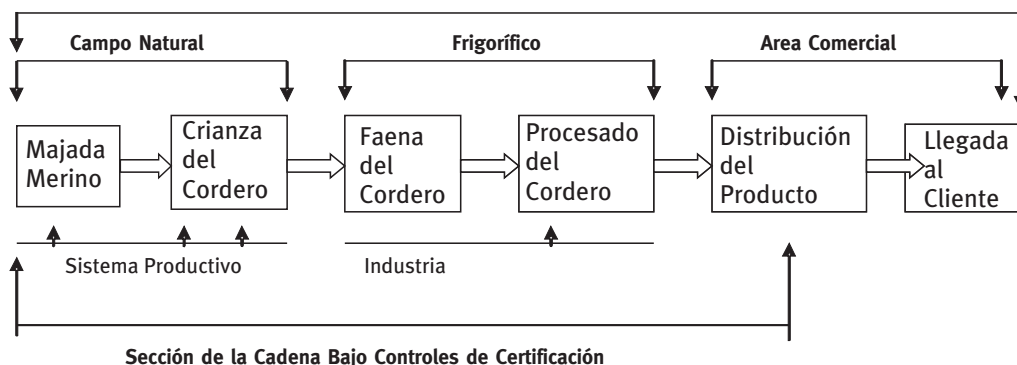 Campo Natural
Frigorífico
Area Comercial
Majada
Merino
Crianza
del
Cordero
Faena
del
Cordero
Procesado
del
Cordero
Distribución
del
Producto
Llegada
al
Cliente
Sistema Productivo
Industria
Sección de la Cadena Bajo Controles de Certificación